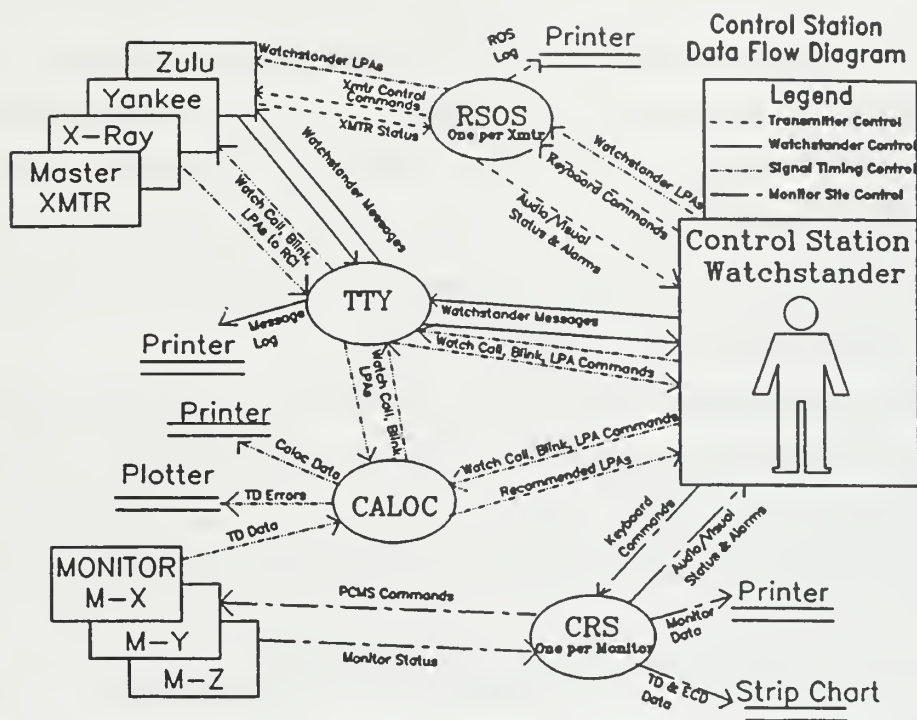 Control Station
Data Flow Diagram
Legend
Transmitter Control
Watchstander Control
Signal Timing Control
Monitor Site Control
Zulu
Yankee
X-Ray
Master
XMTR
Watchstander LPAs
Xmtr Control
Commands
XMTR Status
ROS
Log
Printer
RSOS
One per Xmtr
Watchstander LPAs
Keyboard Commands
Audio/Visual
Status & Alarms
Watchstander Messages
Watch Call, Blink,
LPAs to RCI
Control Station
Watchstander
TTY
Message
Log
Printer
Watchstander Messages
Watch Call, Blink, LPA Commands
Watch Call, Blink
LPAs
Printer
Caloc Data
Plotter
TD Errors
TD Data
CALOC
Watch Call, Blink, LPA Commands
Recommended LPAs
Keyboard
Commands
Audio/Visual
Status & Alarms
MONITOR
M-X
M-Y
M-Z
PCMS Commands
Monitor Status
CRS
One per Monitor
Printer
Monitor
Data
TD & ECD
Data
Strip Chart